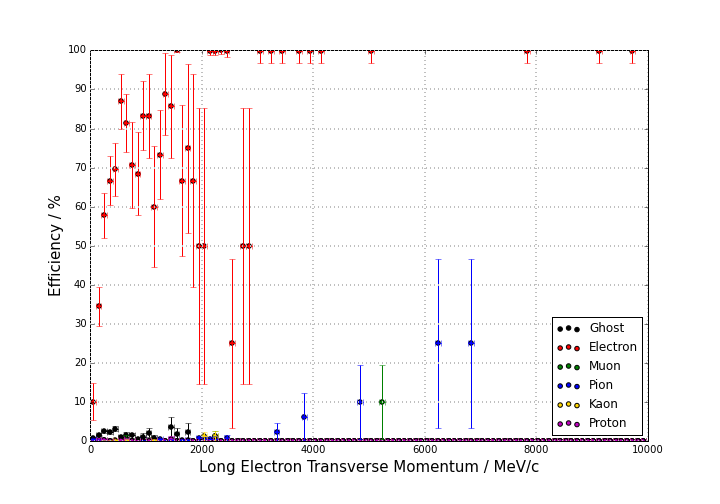 100
90
80
70
60
50
40
30
20
10
0
Efficiency / %
0
2000
4000
6000
8000
10000
Long Electron Transverse Momentum / MeV/c
Ghost
Electron
Muon
Pion
Kaon
Proton